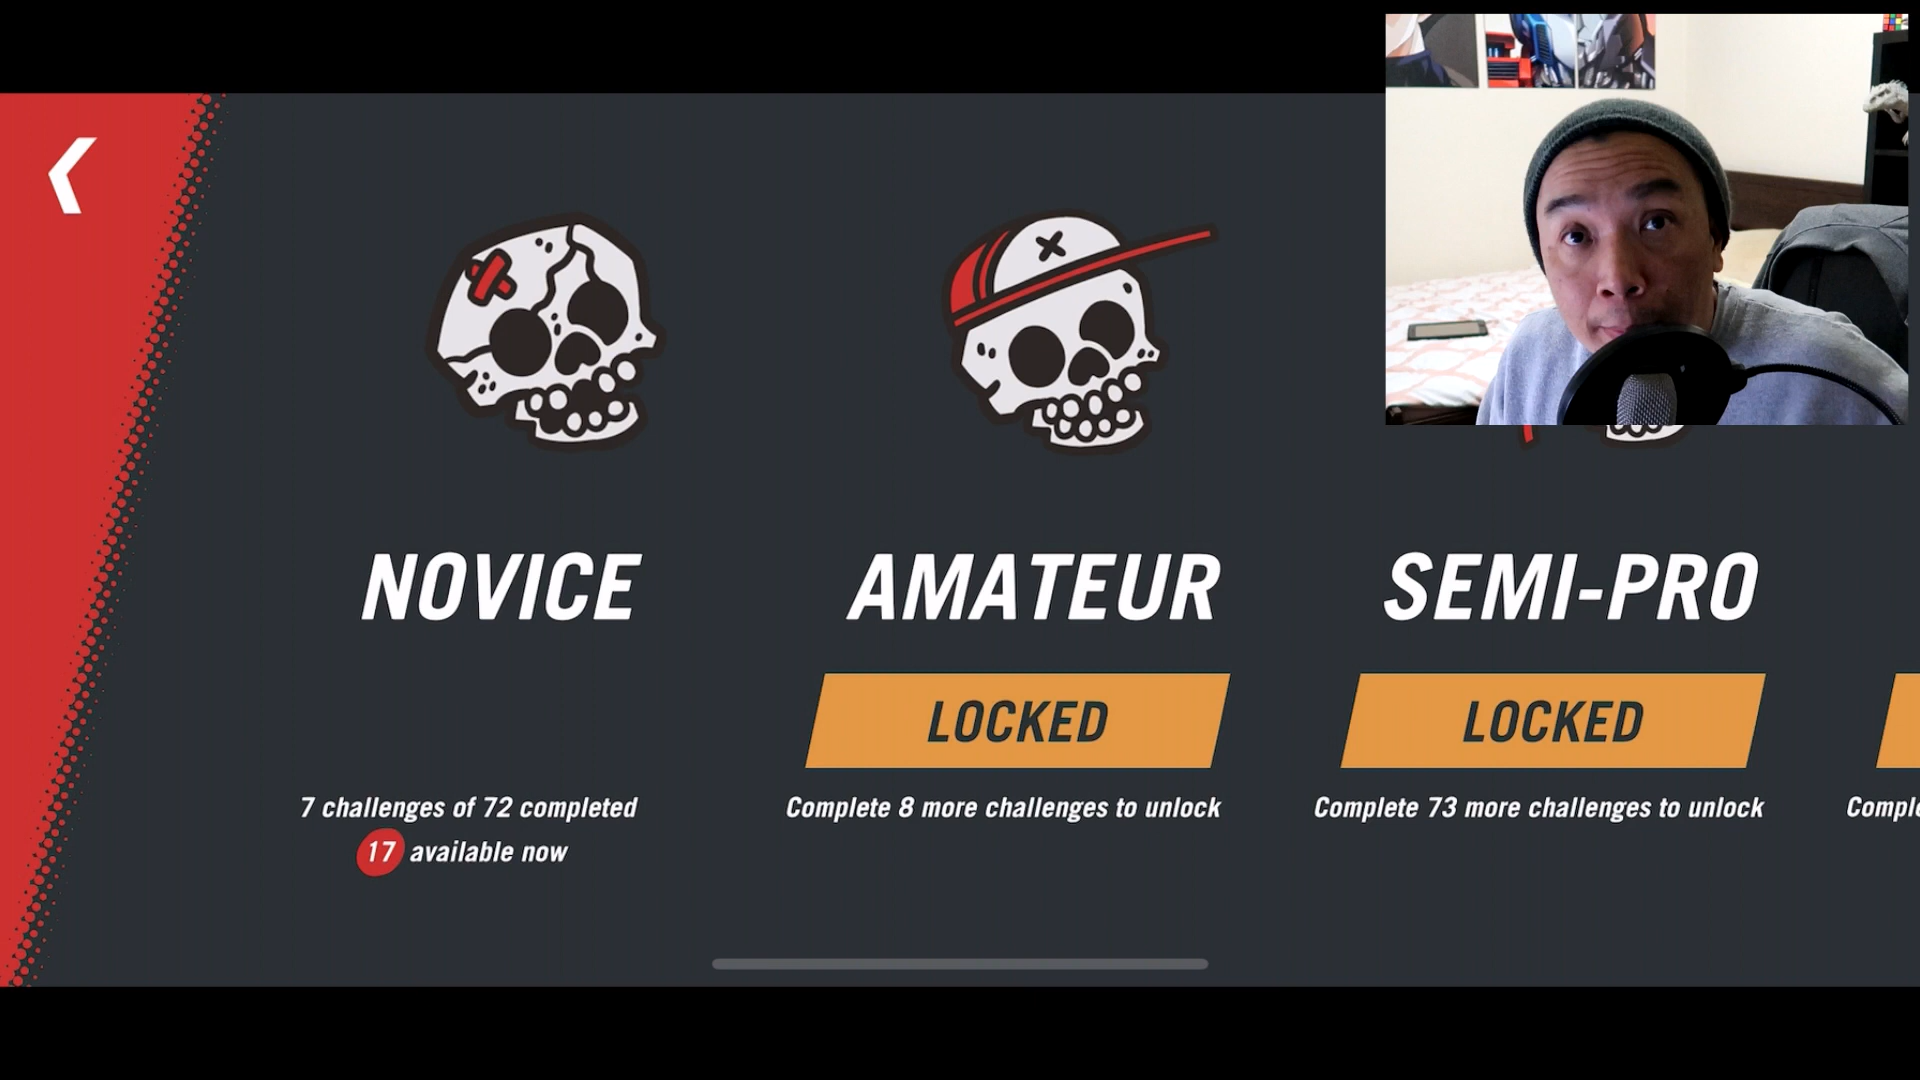 NOVICE
7 challenges of 72 completed
17 available now
AMATEUR
LOCKED
Complete 8 more challenges to unlock
SEMI-PRO
LOCKED
Complete 73 more challenges to unlock